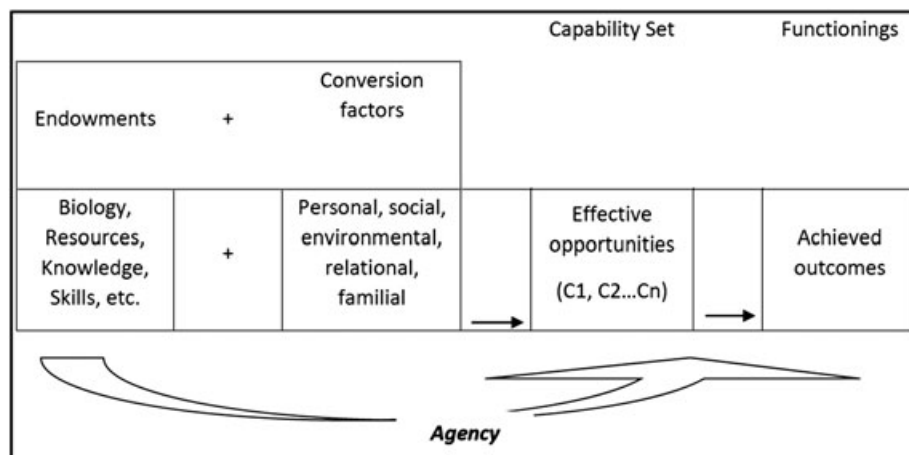 Capability Set
Functionings
Endowments
+
Conversion
factors
Biology,
Resources,
Knowledge,
Skills, etc.
+
Personal, social,
environmental,
relational,
familial
Effective
opportunities
(C1, C2...Cn)
Achieved
outcomes
Agency